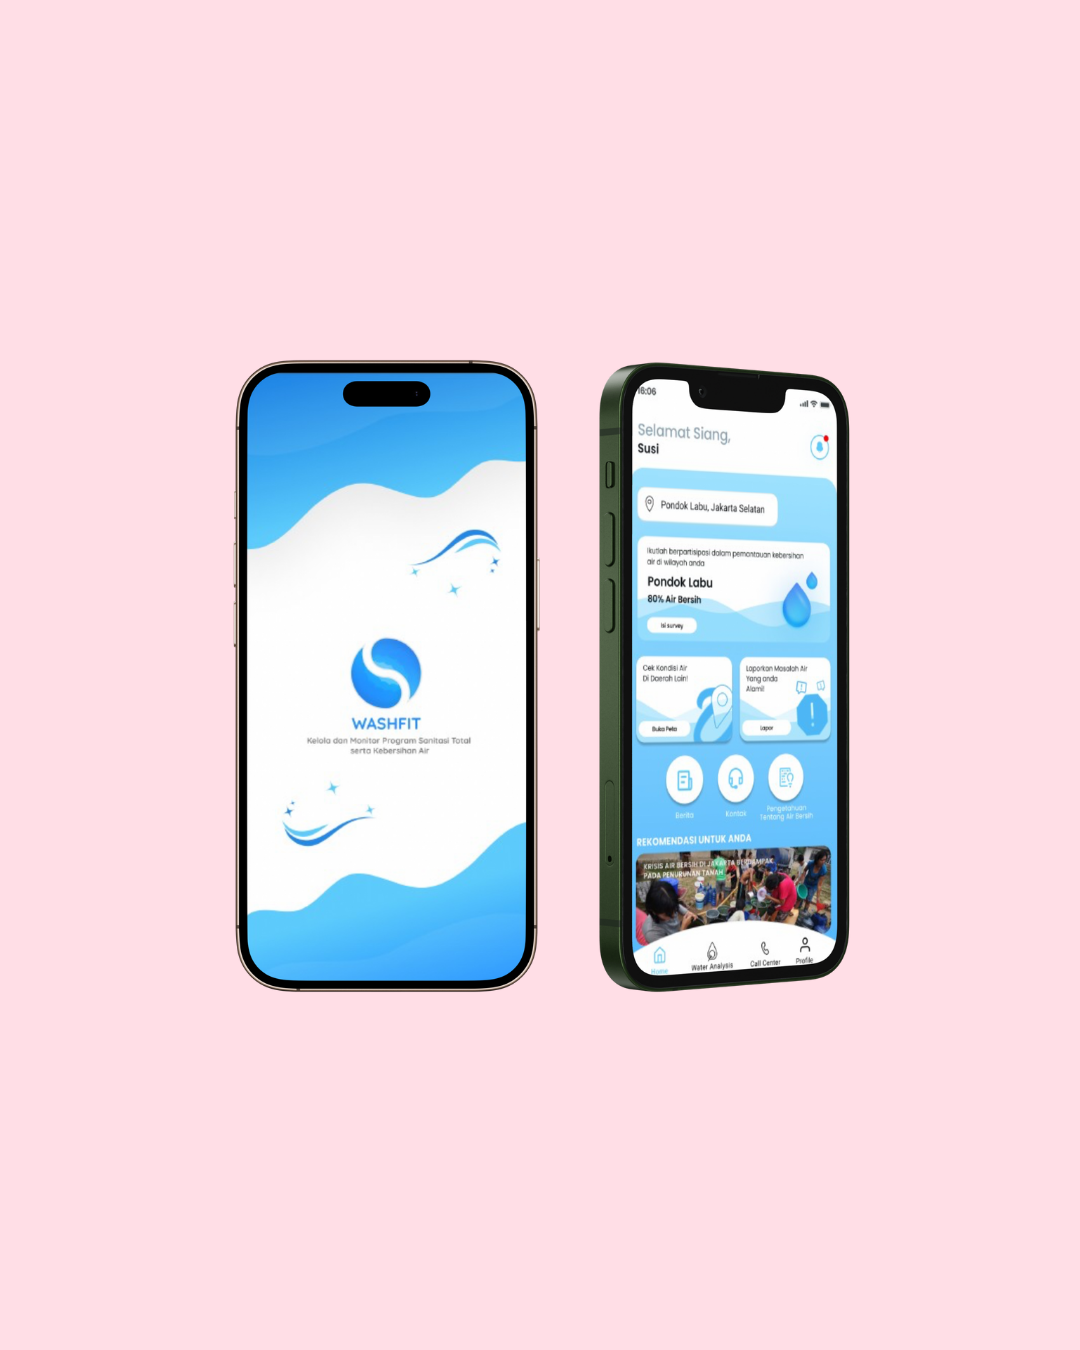 WASHFIT
Kelola dan Monitor Program Sanitasi Total
serta Kebersihan Air
16:06
Selamat Siang,
Susi
Pondok Labu, Jakarta Selatan
Ikutlah berpartisipasi dalam pemantauan kebersihan
air di wilayah anda
Pondok Labu
80% Air Bersih
Isi survey
Cek Kondisi Air
Di Daerah Lain!
Buka Peta
Laporkan Masalah Air
Yang anda
Alami!
Lapor
Berita
Kontak
Pengetahuan
Tentang Air Bersih
REKOMENDASI UNTUK ANDA
KRISIS AIR BERSIH DI JAKARTA BERDAMPAK
PADA PENURUNAN TANAH
Home
Water Analysis
Call Center
Profile